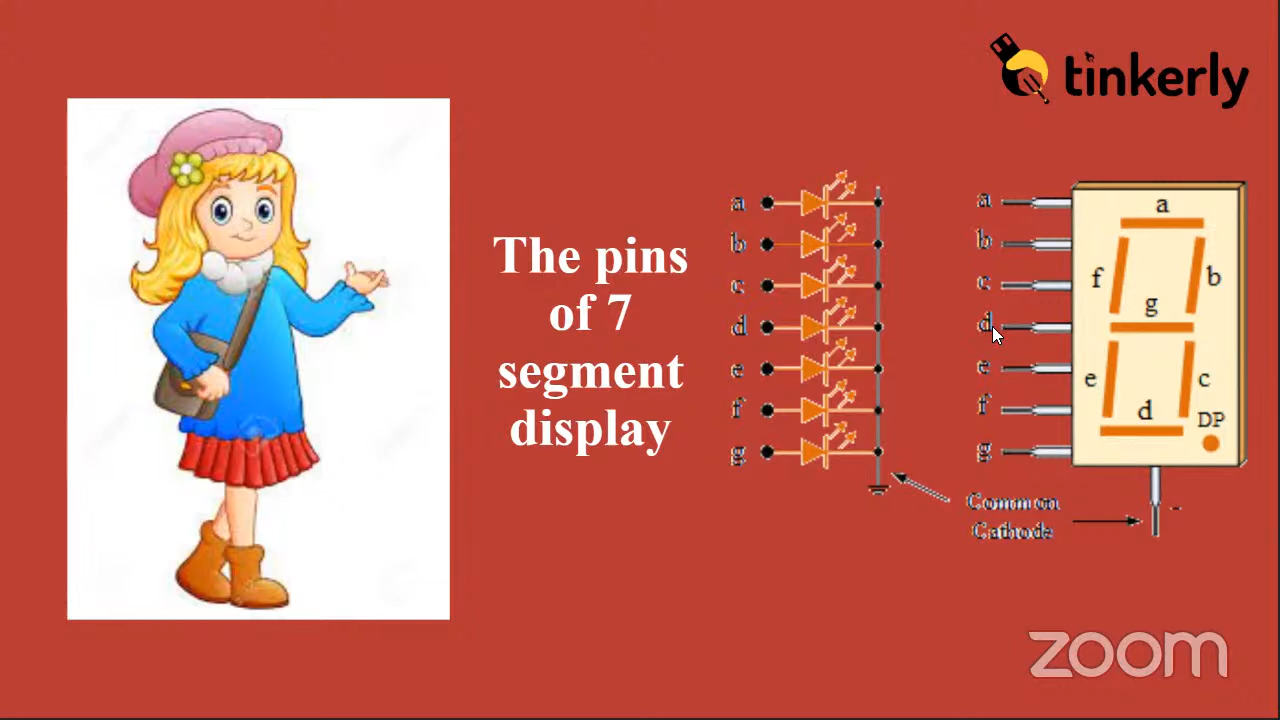 tinkerly
The pins
of 7
segment
display
a
b
c
d
e
f
g
a
b
c
d
e
f
g
a
f
b
g
e
c
d
DP
Common
Cathode
zoom